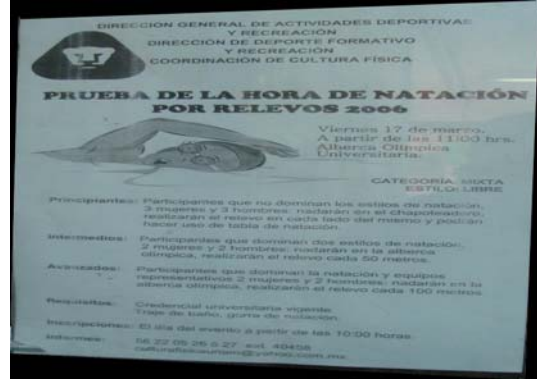 DIRECCIÓN GENERAL DE ACTIVIDADES DEPORTIVAS
Y RECREACIÓN
DIRECCIÓN DE DEPORTE FORMATIVO
Y RECREACIÓN
COORDINACIÓN DE CULTURA FÍSICA
PRUEBA DE LA HORA DE NATACIÓN
POR RELEVOS 2006
Viernes 17 de marzo.
A partir de las 11:00 hrs.
Alberca Olímpica
Universitaria.
CATEGORÍA: MIXTA
ESTILO: LIBRE
Principiantes: Participantes que no dominan los estilos de natación,
3 mujeres y 3 hombres: nadarán en el chapoteadero,
realizarán el relevo en cada lado del mismo y podrán
hacer uso de tabla de natación.
Intermedios: Participantes que dominan dos estilos de natación,
2 mujeres y 2 hombres: nadarán en la alberca
olímpica, realizarán el relevo cada 50 metros.
Avanzados: Participantes que dominan la natación y equipos
representativos 2 mujeres y 2 hombres: nadarán en la
alberca olímpica, realizarán el relevo cada 100 metros
Requisitos: Credencial universitaria vigente.
Traje de baño, gorra de natación.
Inscripciones: El día del evento a partir de las 10:00 horas.
Informes: 56 22 05 26 ó 27 ext. 40456